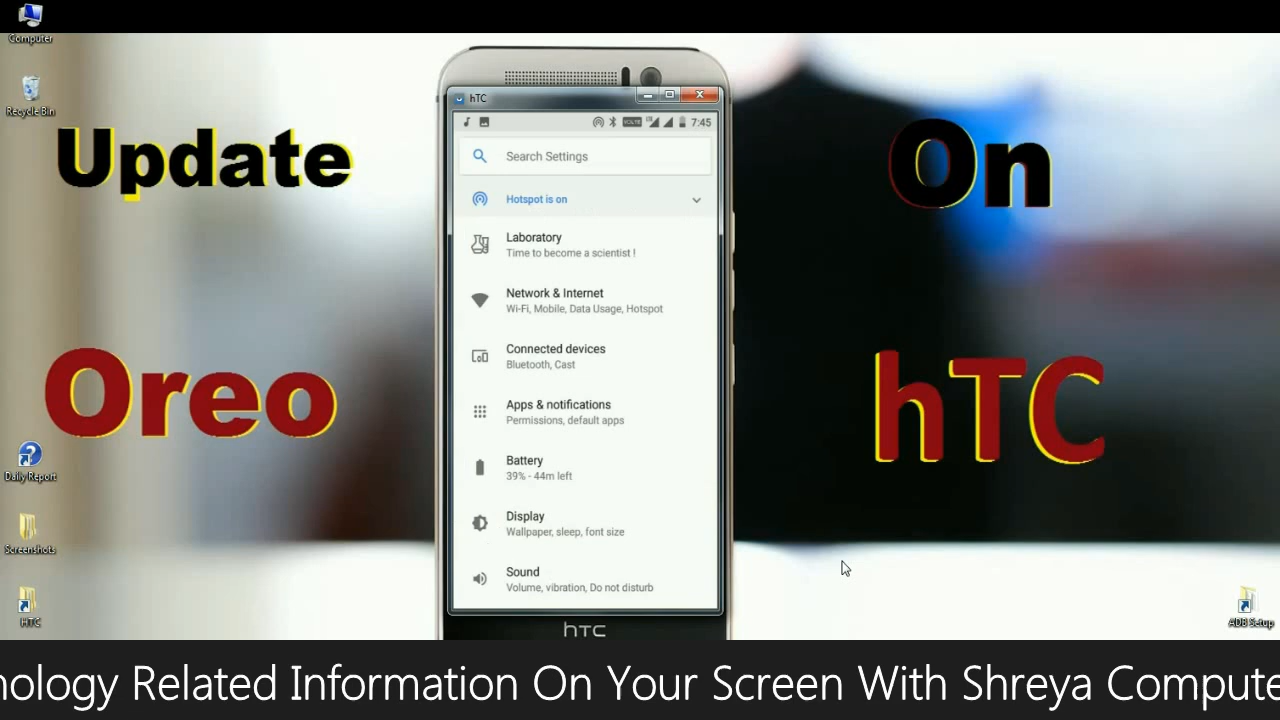 Computer
Recycle Bin
Update
Oreo
On
hTC
Daily Report
Screenshots
HTC
ADB Setup
hTC
VOLTE
LTE
7:45
Search Settings
Hotspot is on
Laboratory
Time to become a scientist !
Network & Internet
Wi-Fi, Mobile, Data Usage, Hotspot
Connected devices
Bluetooth, Cast
Apps & notifications
Permissions, default apps
Battery
39% - 44m left
Display
Wallpaper, sleep, font size
Sound
Volume, vibration, Do not disturb
hTC
nology Related Information On Your Screen With Shreya Compute